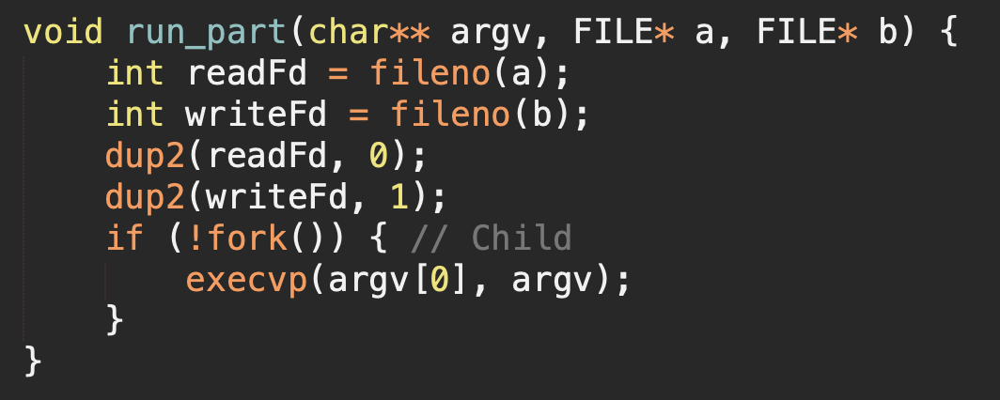 void run_part(char** argv, FILE* a, FILE* b) {
    int readFd = fileno(a);
    int writeFd = fileno(b);
    dup2(readFd, 0);
    dup2(writeFd, 1);
    if (!fork()) { // Child
        execvp(argv[0], argv);
    }
}